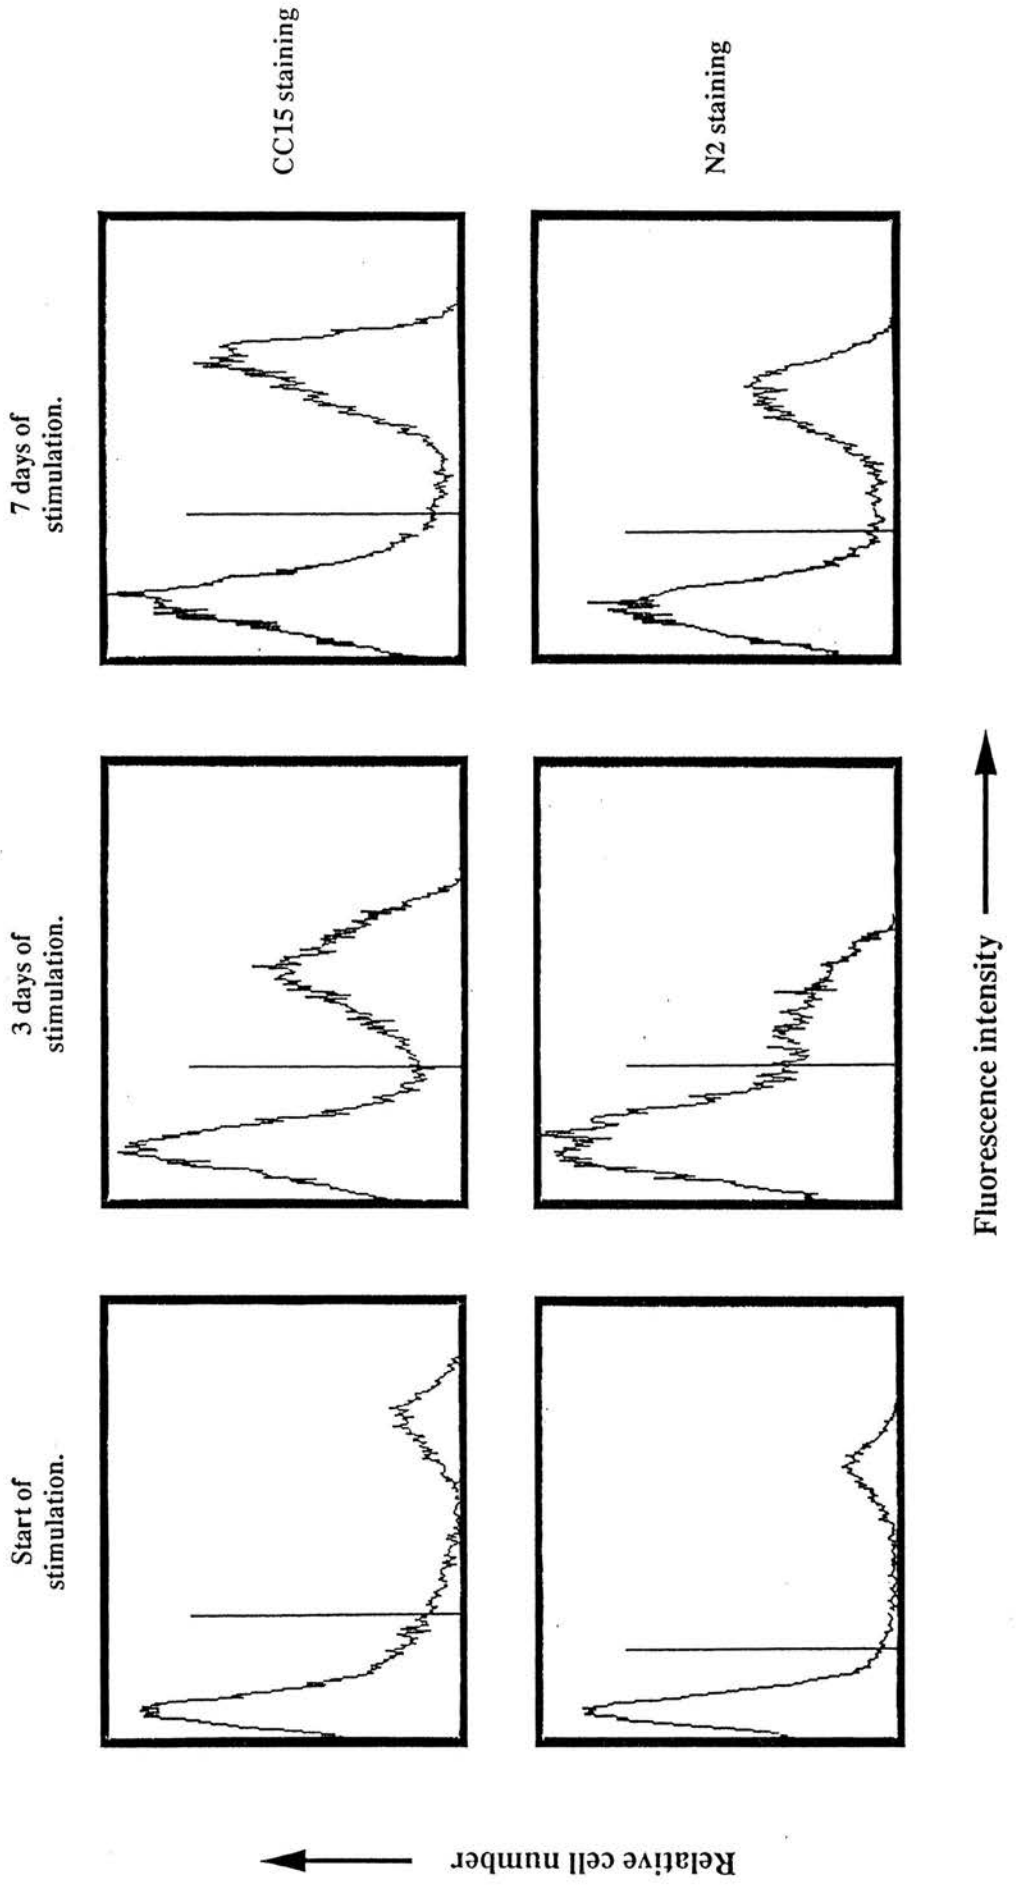 Start of
stimulation.
3 days of
stimulation.
7 days of
stimulation.
CC15 staining
N2 staining
Relative cell number
Fluorescence intensity